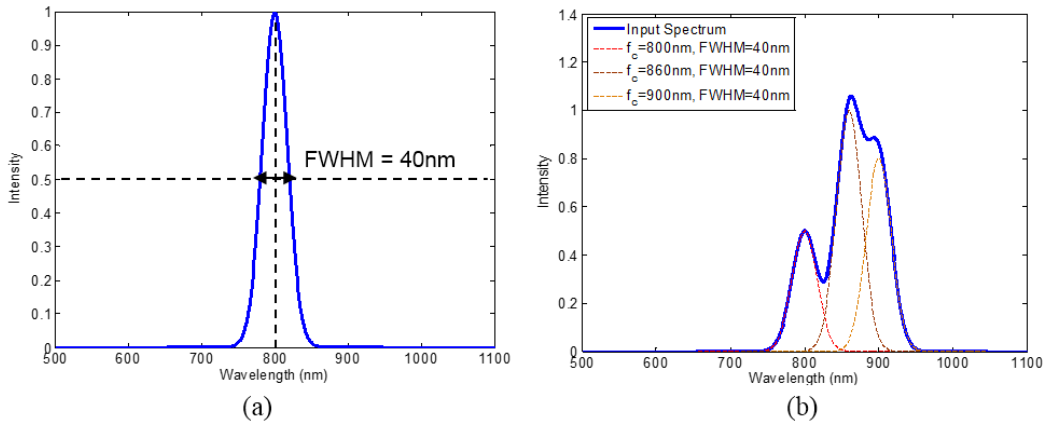 1
0.9
0.8
0.7
0.6
0.5
0.4
0.3
0.2
0.1
0
Intensity
FWHM = 40nm
500 600 700 800 900 1000 1100
Wavelength (nm)
(a)
1.4
1.2
1
0.8
0.6
0.4
0.2
0
Intensity
Input Spectrum
f_c=800nm, FWHM=40nm
f_c=860nm, FWHM=40nm
f_c=900nm, FWHM=40nm
500 600 700 800 900 1000 1100
Wavelength (nm)
(b)